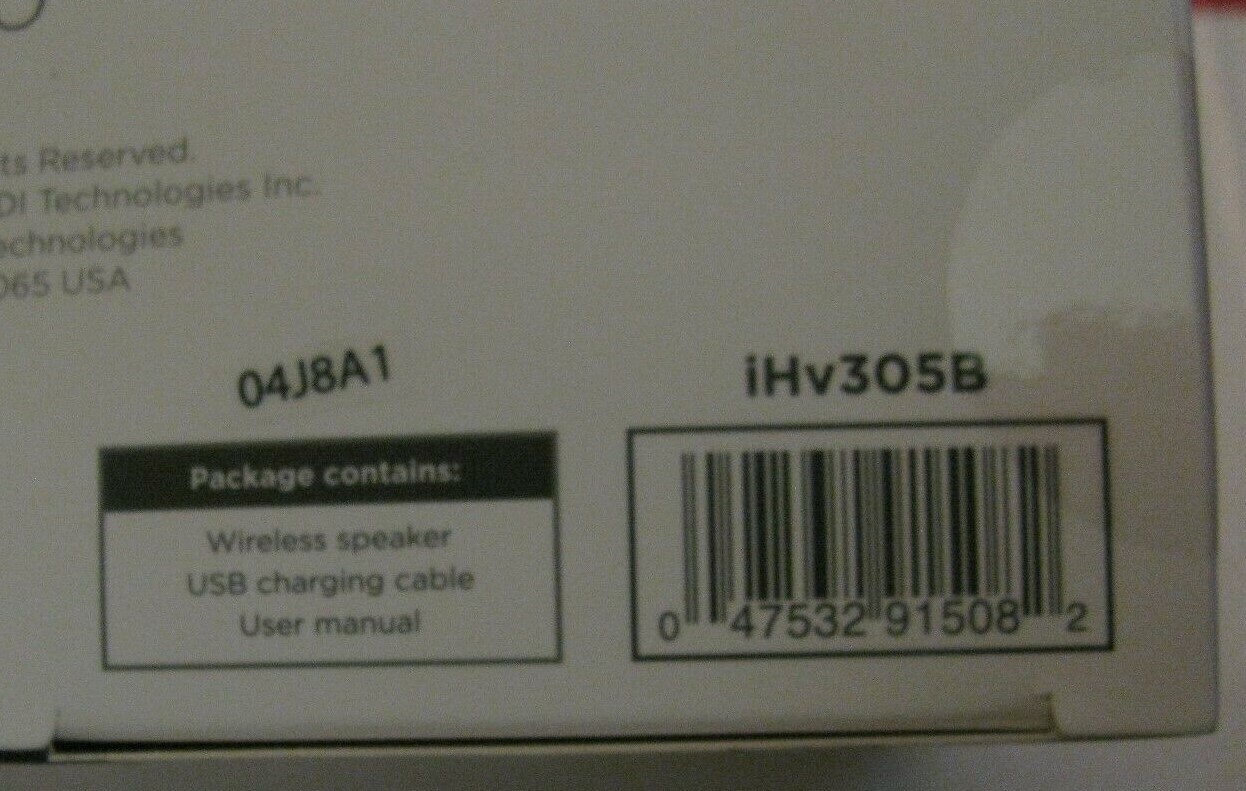 ts Reserved.
DI Technologies Inc.
echnologies
065 USA
04J8A1
iHv305B
Package contains:
Wireless speaker
USB charging cable
User manual
0 47532 91508 2